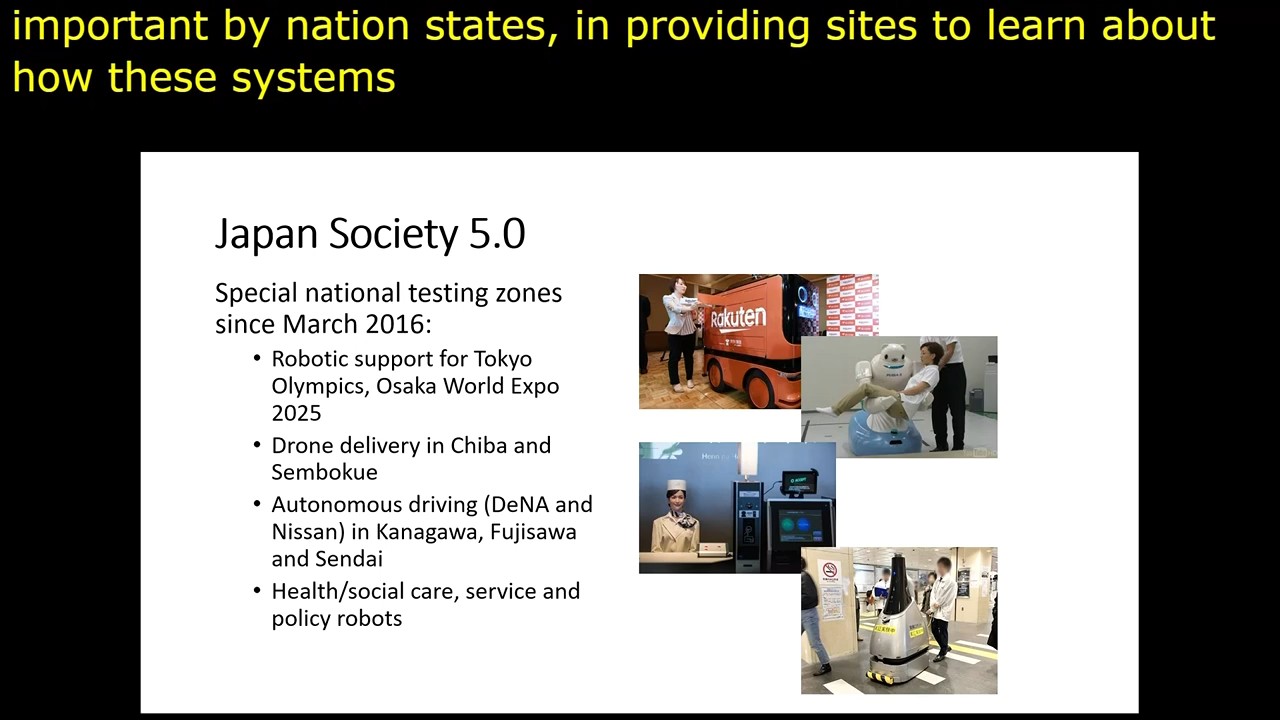 important by nation states, in providing sites to learn about
how these systems
Japan Society 5.0
Special national testing zones
since March 2016:
• Robotic support for Tokyo
Olympics, Osaka World Expo
2025
• Drone delivery in Chiba and
Sembokue
• Autonomous driving (DeNA and
Nissan) in Kanagawa, Fujisawa
and Sendai
• Health/social care, service and
policy robots
Rakuten